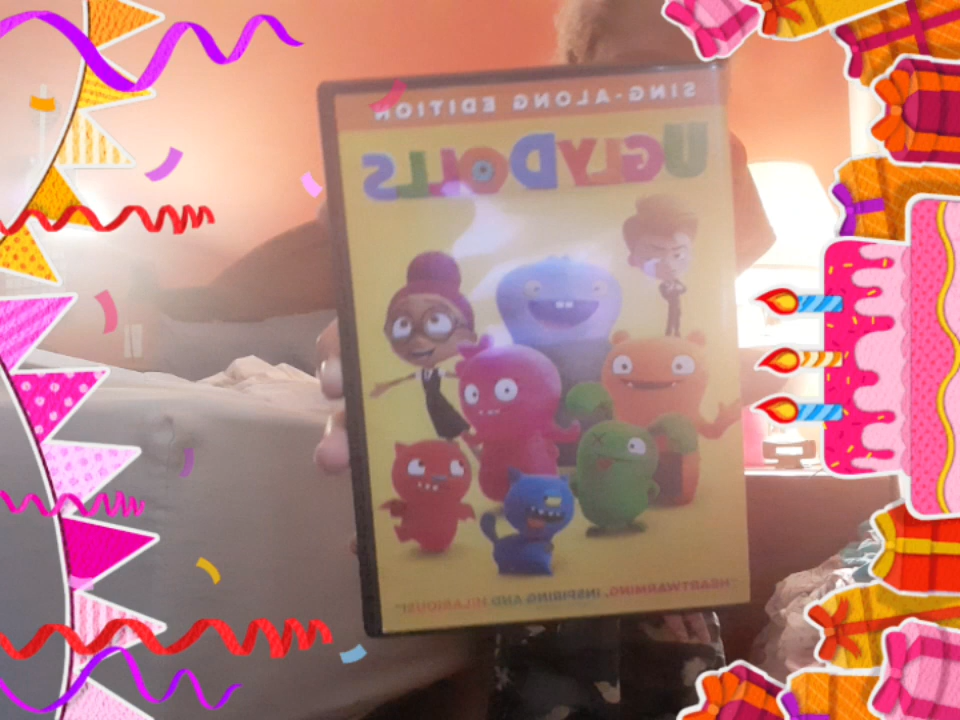 SING-ALONG EDITION
UGLYDOLLS
"HEARTWARMING, INSPIRING AND HILARIOUS!"